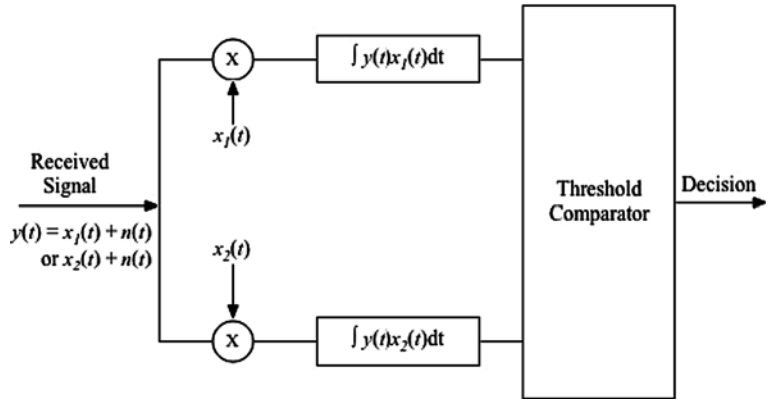 X
∫ y(t)x₁(t)dt
x₁(t)
Received
Signal
y(t) = x₁(t) + n(t)
or x₂(t) + n(t)
x₂(t)
X
∫ y(t)x₂(t)dt
Threshold
Comparator
Decision